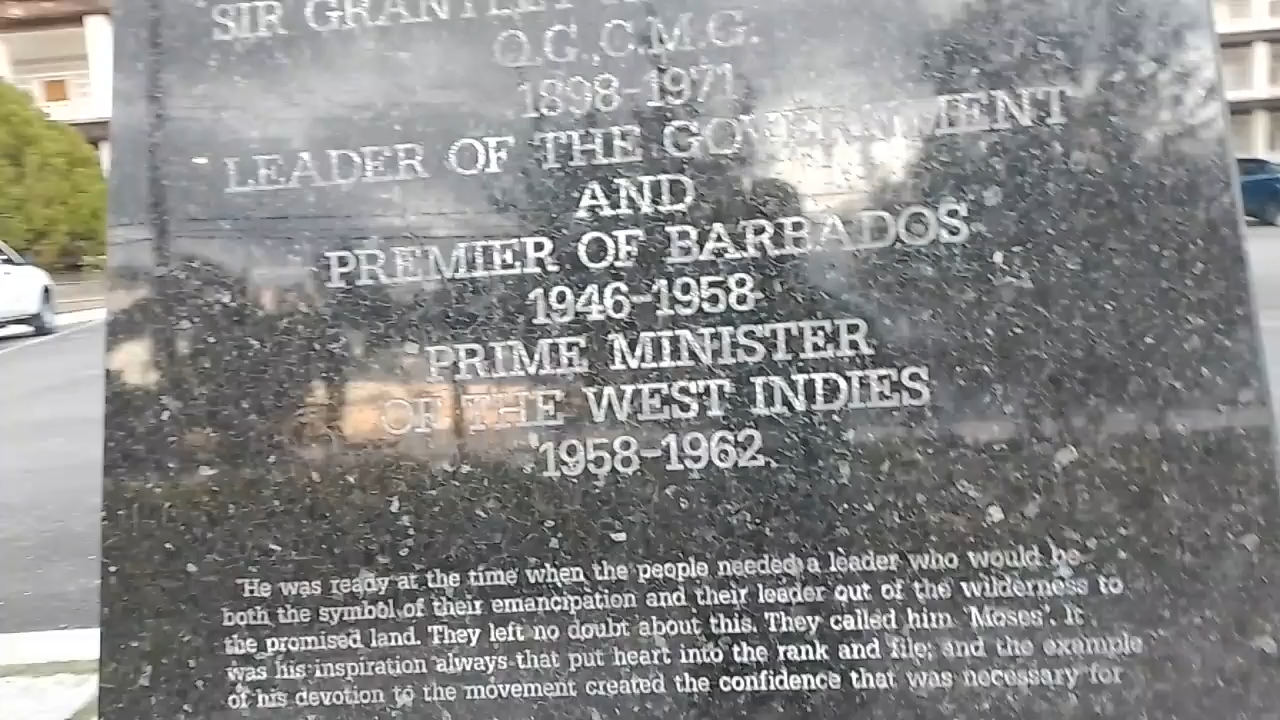 SIR GRANTLEY
O.G., C.M.G.
1898-1971
LEADER OF THE GOVERNMENT
AND
PREMIER OF BARBADOS
1946-1958
PRIME MINISTER
OF THE WEST INDIES
1958-1962
"He was ready at the time when the people needed a leader who would be
both the symbol of their emancipation and their leader out of the wilderness to
the promised land. They left no doubt about this. They called him 'Moses'. It
was his inspiration always that put heart into the rank and file; and the example
of his devotion to the movement created the confidence that was necessary for